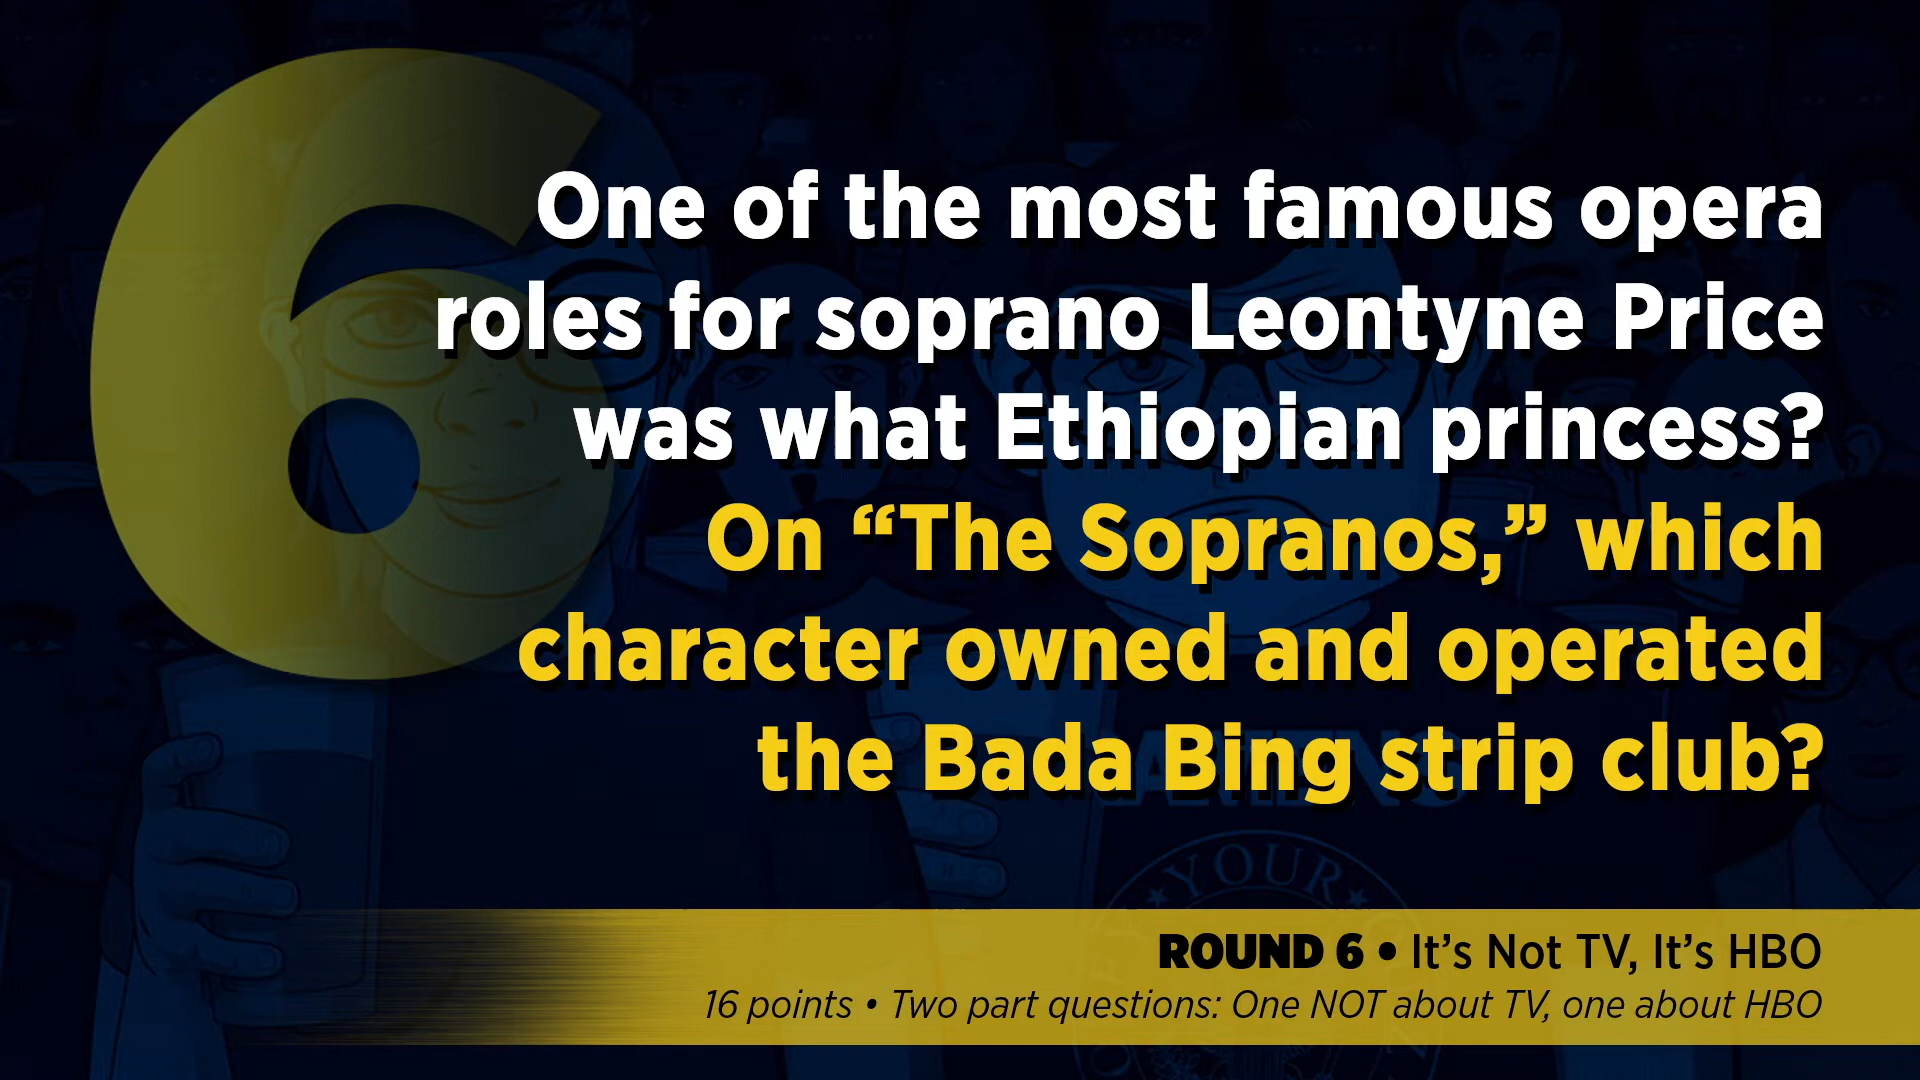 6
One of the most famous opera
roles for soprano Leontyne Price
was what Ethiopian princess?
On “The Sopranos,” which
character owned and operated
the Bada Bing strip club?
YOUR
ROUND 6 • It’s Not TV, It’s HBO
16 points • Two part questions: One NOT about TV, one about HBO